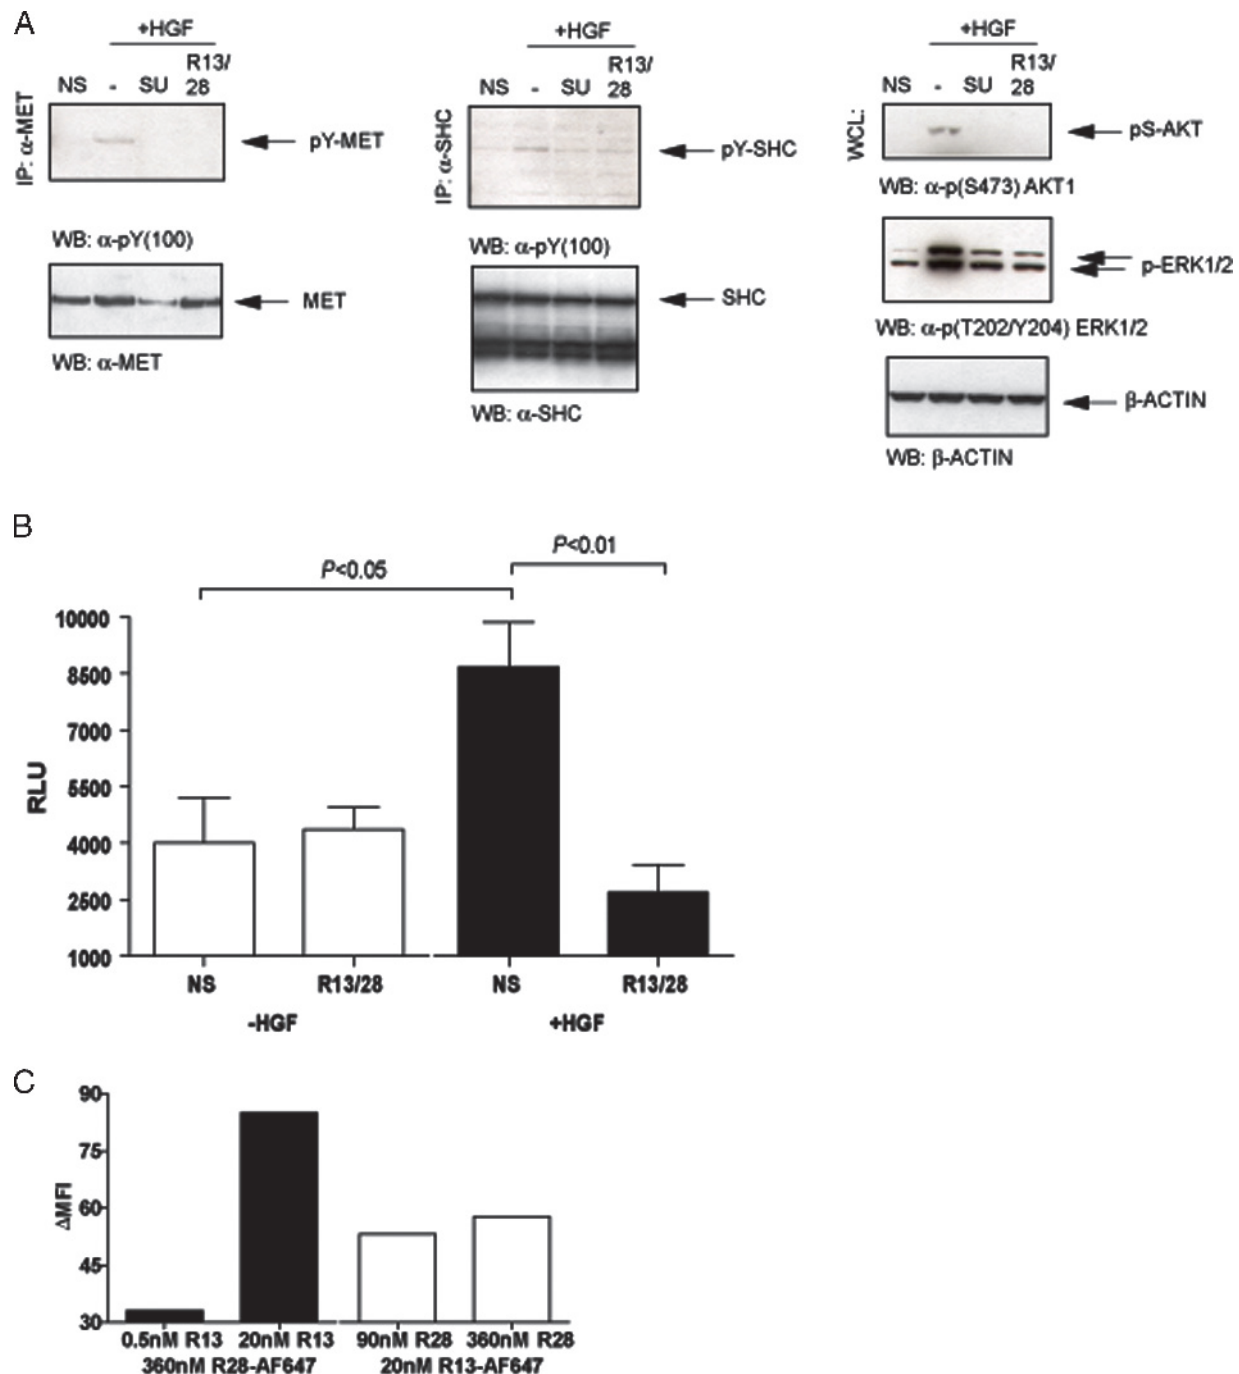 A
+HGF
NS - SU R13/28
IP: α-MET
pY-MET
WB: α-pY(100)
MET
WB: α-MET
+HGF
NS - SU R13/28
IP: α-SHC
pY-SHC
WB: α-pY(100)
SHC
WB: α-SHC
+HGF
NS - SU R13/28
WCL:
pS-AKT
WB: α-p(S473) AKT1
p-ERK1/2
WB: α-p(T202/Y204) ERK1/2
β-ACTIN
WB: β-ACTIN
B
P<0.05
P<0.01
RLU
10000
8500
7000
5500
4000
2500
1000
NS R13/28 NS R13/28
-HGF +HGF
C
ΔMFI
90
75
60
45
30
0.5nM R13 20nM R13 90nM R28 360nM R28
360nM R28-AF647 20nM R13-AF647